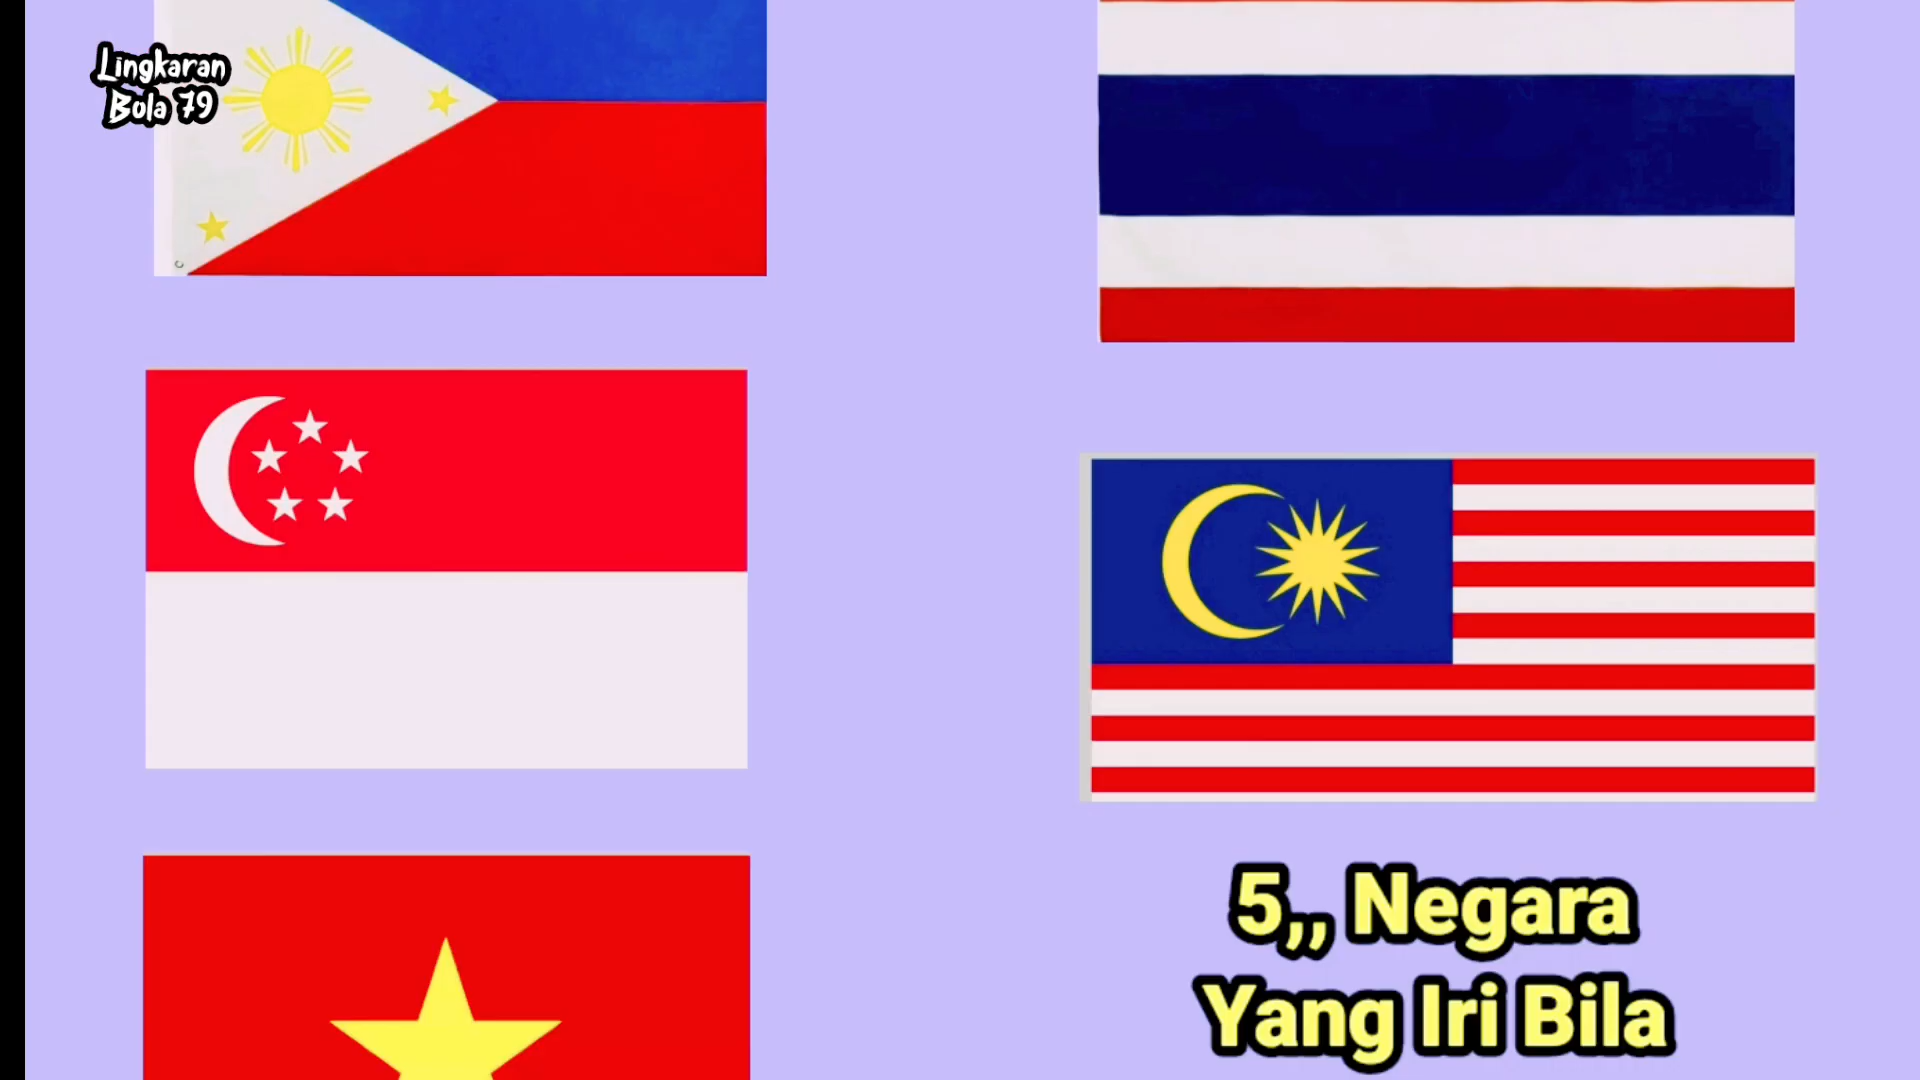 Lingkaran
Bola 79
5,, Negara
Yang Iri Bila